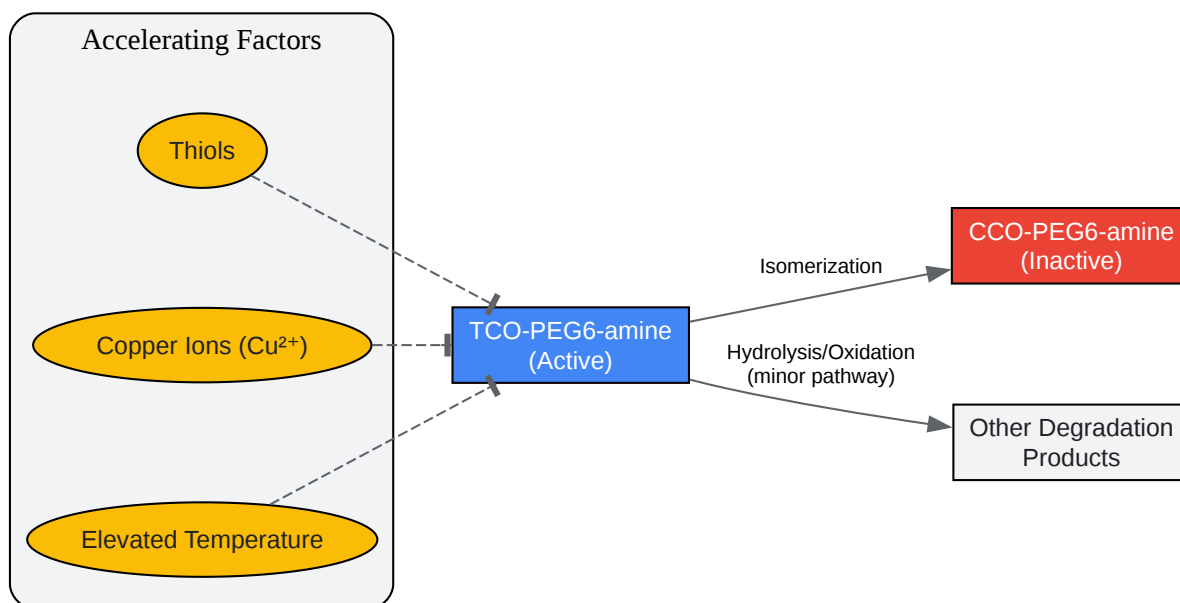 Accelerating Factors
Thiols
Copper Ions (Cu²⁺)
Elevated Temperature
TCO-PEG6-amine
(Active)
Isomerization
Hydrolysis/Oxidation
(minor pathway)
CCO-PEG6-amine
(Inactive)
Other Degradation
Products